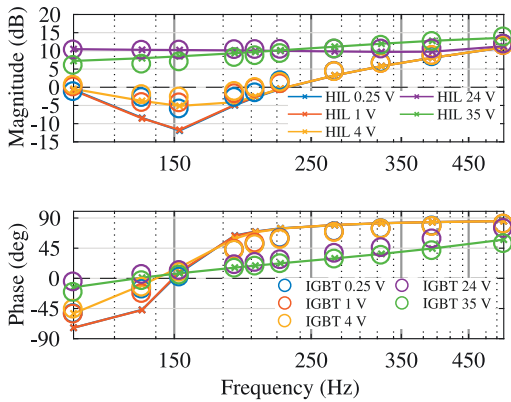 Magnitude (dB)
20
15
10
5
0
-5
-10
-15
HIL 0.25 V
HIL 24 V
HIL 1 V
HIL 35 V
HIL 4 V
150
250
350
450
Phase (deg)
90
45
0
-45
-90
IGBT 0.25 V
IGBT 24 V
IGBT 1 V
IGBT 35 V
IGBT 4 V
150
250
350
450
Frequency (Hz)